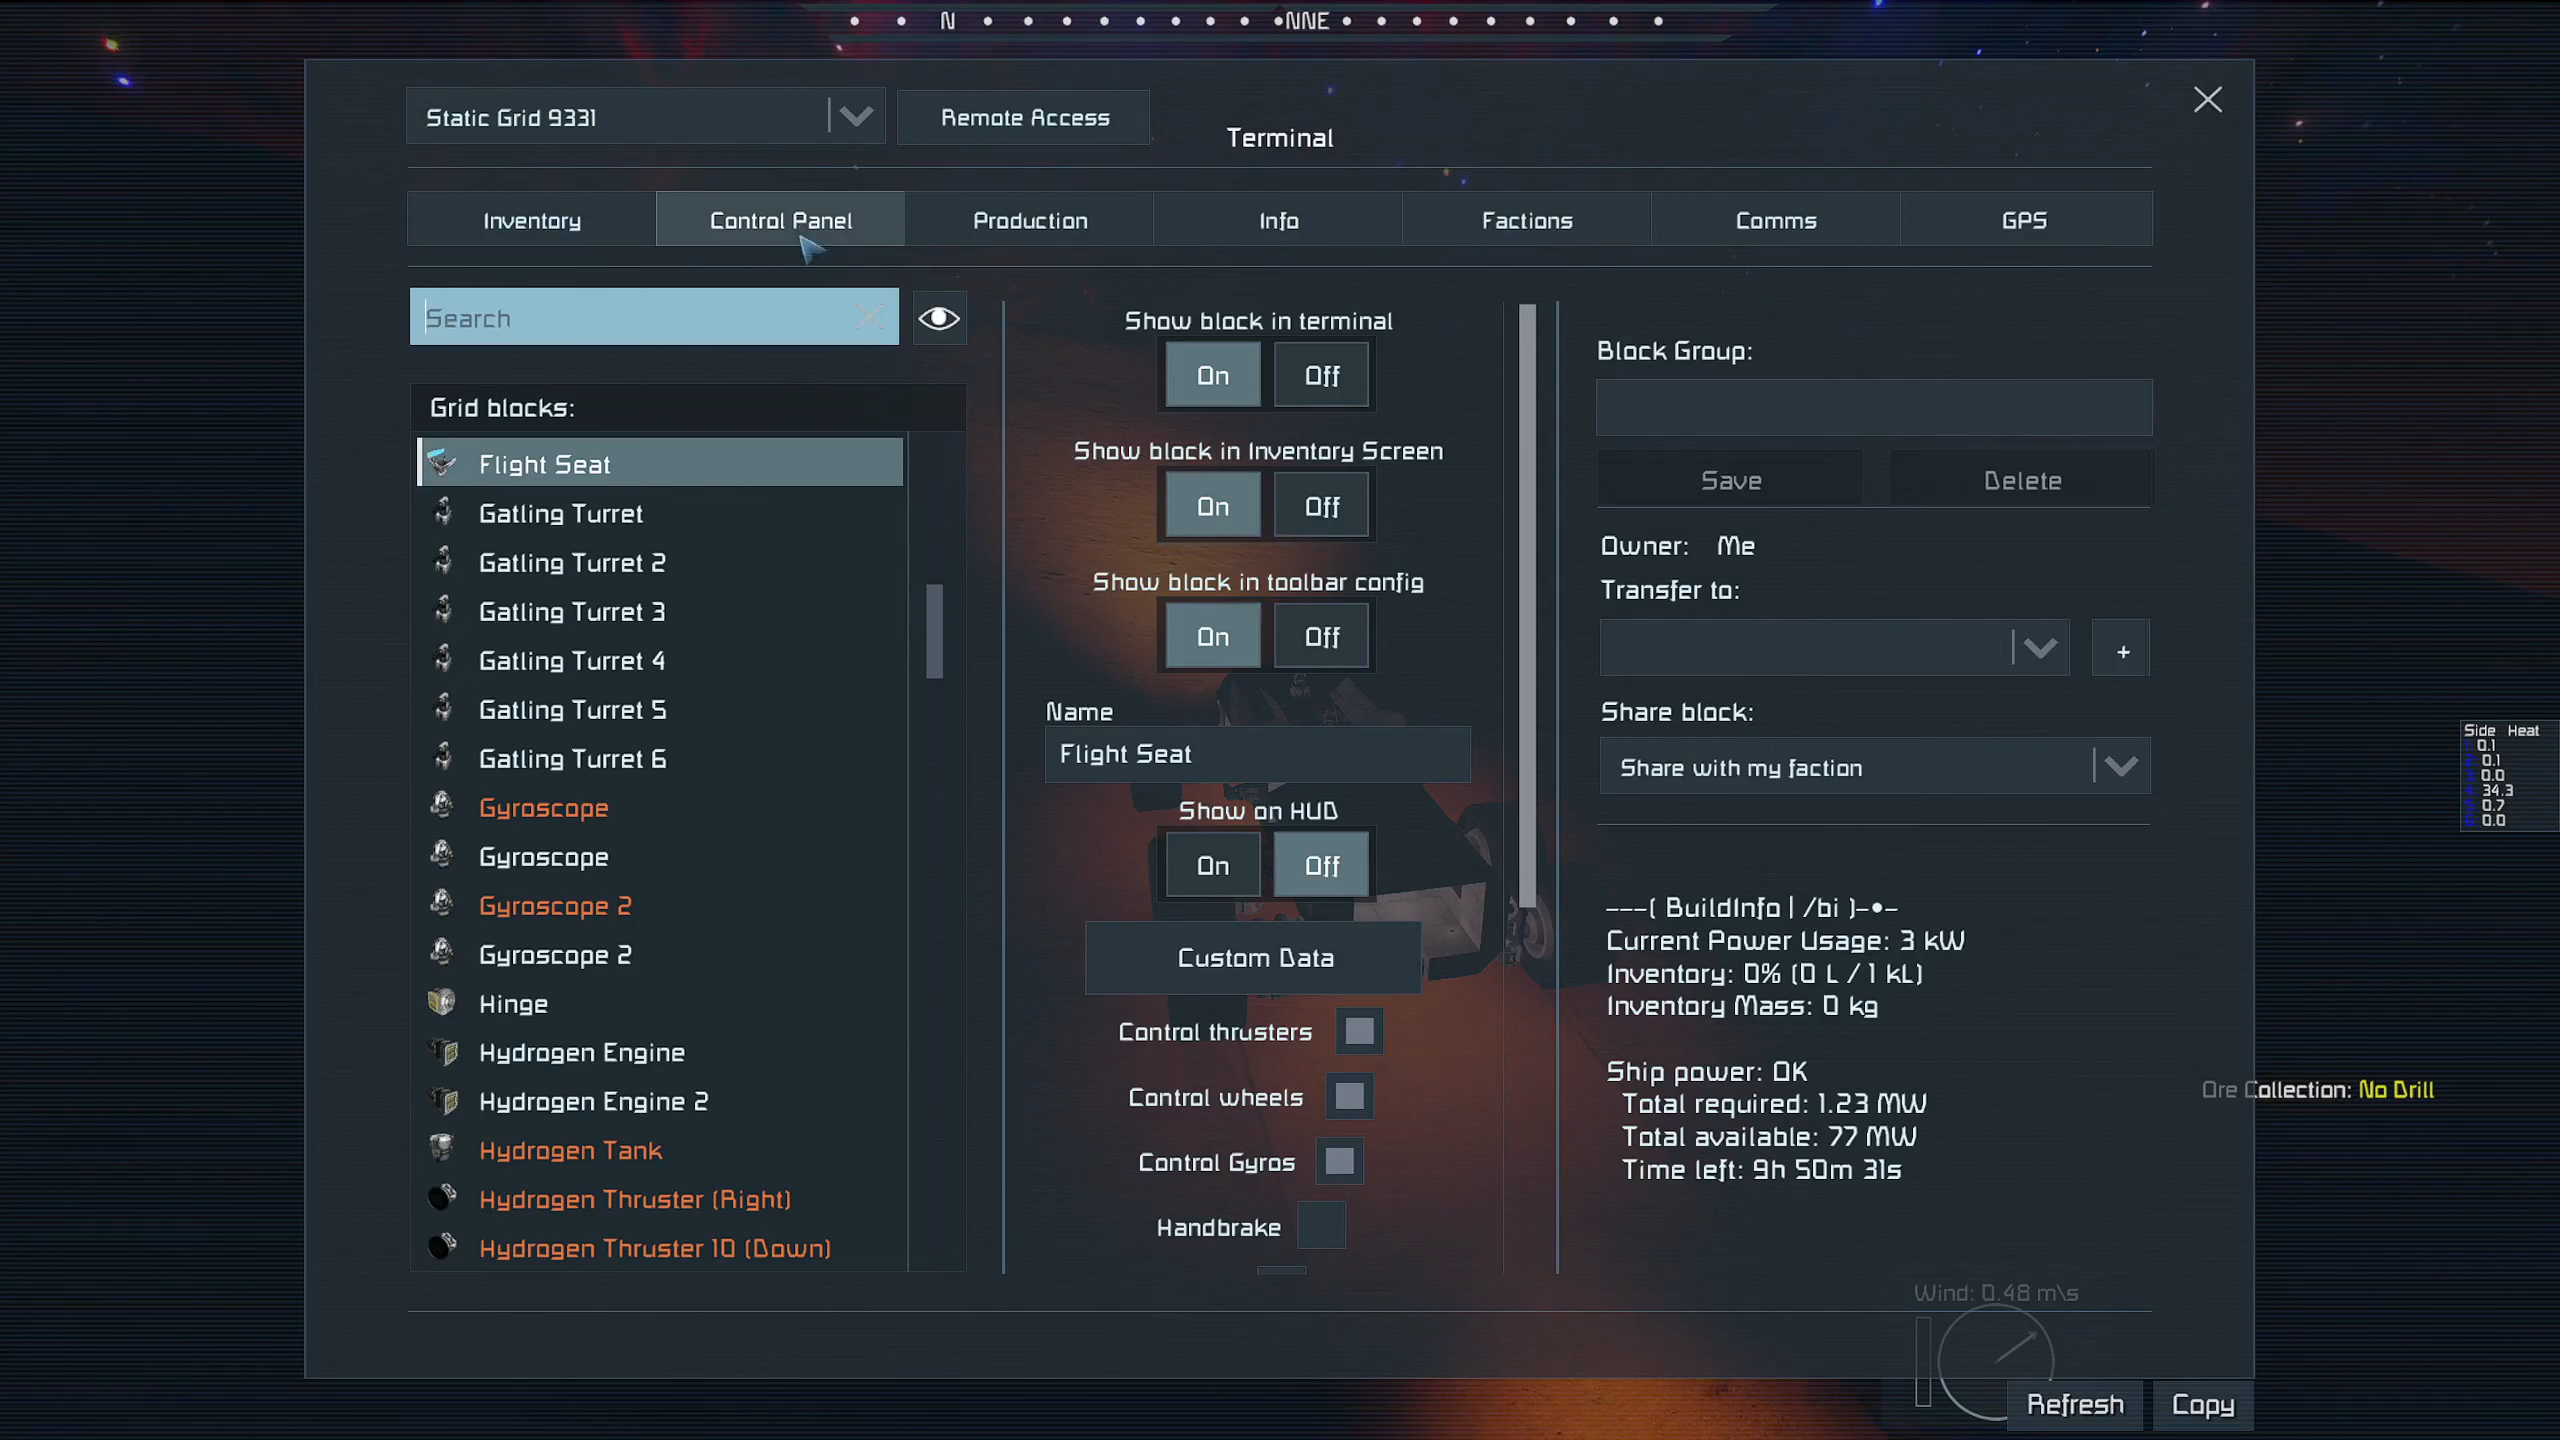 N
NNE
Static Grid 9331
Remote Access
Terminal
Inventory
Control Panel
Production
Info
Factions
Comms
GPS
Search
Grid blocks:
Flight Seat
Gatling Turret
Gatling Turret 2
Gatling Turret 3
Gatling Turret 4
Gatling Turret 5
Gatling Turret 6
Gyroscope
Gyroscope
Gyroscope 2
Gyroscope 2
Hinge
Hydrogen Engine
Hydrogen Engine 2
Hydrogen Tank
Hydrogen Thruster (Right)
Hydrogen Thruster 10 (Down)
Show block in terminal
On Off
Show block in Inventory Screen
On Off
Show block in toolbar config
On Off
Name
Flight Seat
Show on HUD
On Off
Custom Data
Control thrusters
Control wheels
Control Gyros
Handbrake
Block Group:
Save Delete
Owner: Me
Transfer to:
+
Share block:
Share with my faction
---( BuildInfo | /bi )-•-
Current Power Usage: 3 kW
Inventory: 0% (0 L / 1 kL)
Inventory Mass: 0 kg
Ship power: OK
Total required: 1.23 MW
Total available: 77 MW
Time left: 9h 50m 31s
Side Heat
0.1
0.1
0.0
34.3
0.7
0.0
Ore Collection: No Drill
Wind: 0.48 m\s
Refresh Copy